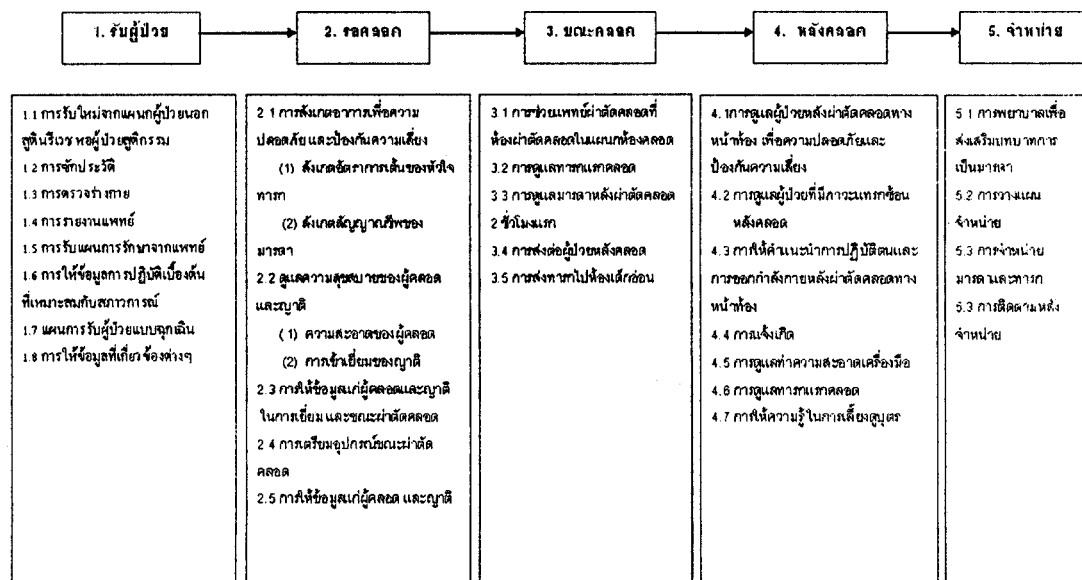 1. รับผู้ป่วย
2. รอคลอด
3. ขณะคลอด
4. หลังคลอด
5. จำหน่าย
1.1 การรับใหม่จากแผนกผู้ป่วยนอก
สูตินรีเวช หอผู้ป่วยสูติกรรม
1.2 การซักประวัติ
1.3 การตรวจร่างกาย
1.4 การรายงานแพทย์
1.5 การรับแผนการรักษาจากแพทย์
1.6 การให้ข้อมูลการปฏิบัติเบื้องต้น
ที่เหมาะสมกับสภาวการณ์
1.7 แผนการรับผู้ป่วยแบบฉุกเฉิน
1.8 การให้ข้อมูลที่เกี่ยวข้องต่างๆ
2.1 การสังเกตอาการเพื่อความ
ปลอดภัย และป้องกันความเสี่ยง
(1) สังเกตอัตราการเต้นของหัวใจ
ทารก
(2) สังเกตสัญญาณชีพของ
มารดา
2.2 ดูแลความสุขสบายของผู้คลอด
และญาติ
(1) ความสะอาดของผู้คลอด
(2) การเข้าเยี่ยมของญาติ
2.3 การให้ข้อมูลแก่ผู้คลอดและญาติ
ในการเยี่ยม และขณะผ่าตัดคลอด
2.4 การเตรียมอุปกรณ์ขณะผ่าตัด
คลอด
2.5 การให้ข้อมูลแก่ผู้คลอด และญาติ
3.1 การช่วยแพทย์ผ่าตัดคลอดที่
ห้องผ่าตัดคลอดในแผนกห้องคลอด
3.2 การดูแลทารกแรกคลอด
3.3 การดูแลมารดาหลังผ่าตัดคลอด
2 ชั่วโมงแรก
3.4 การส่งต่อผู้ป่วยหลังคลอด
3.5 การส่งทารกไปห้องเด็กอ่อน
4.1การดูแลผู้ป่วยหลังผ่าตัดคลอดทาง
หน้าท้อง เพื่อความปลอดภัยและ
ป้องกันความเสี่ยง
4.2 การดูแลผู้ป่วยที่มีภาวะแทรกซ้อน
หลังคลอด
4.3 การให้คำแนะนำการปฏิบัติตนและ
การออกกำลังกายหลังผ่าตัดคลอดทาง
หน้าท้อง
4.4 การแจ้งเกิด
4.5 การดูแลทำความสะอาดเครื่องมือ
4.6 การดูแลทารกแรกคลอด
4.7 การให้ความรู้ในการเลี้ยงดูบุตร
5.1 การพยาบาลเพื่อ
ส่งเสริมบทบาทการ
เป็นมารดา
5.2 การวางแผน
จำหน่าย
5.3 การจำหน่าย
มารดาและทารก
5.3 การติดตามหลัง
จำหน่าย